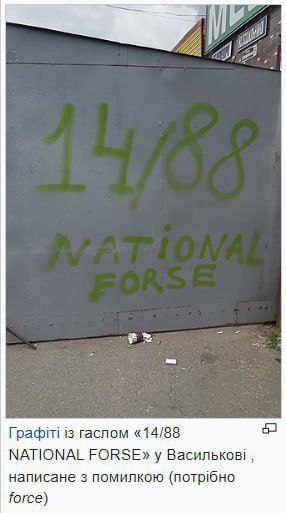 14/88
NATIONAL
FORSE
Графіті із гаслом «14/88
NATIONAL FORSE» у Василькові ,
написане з помилкою (потрібно
force)